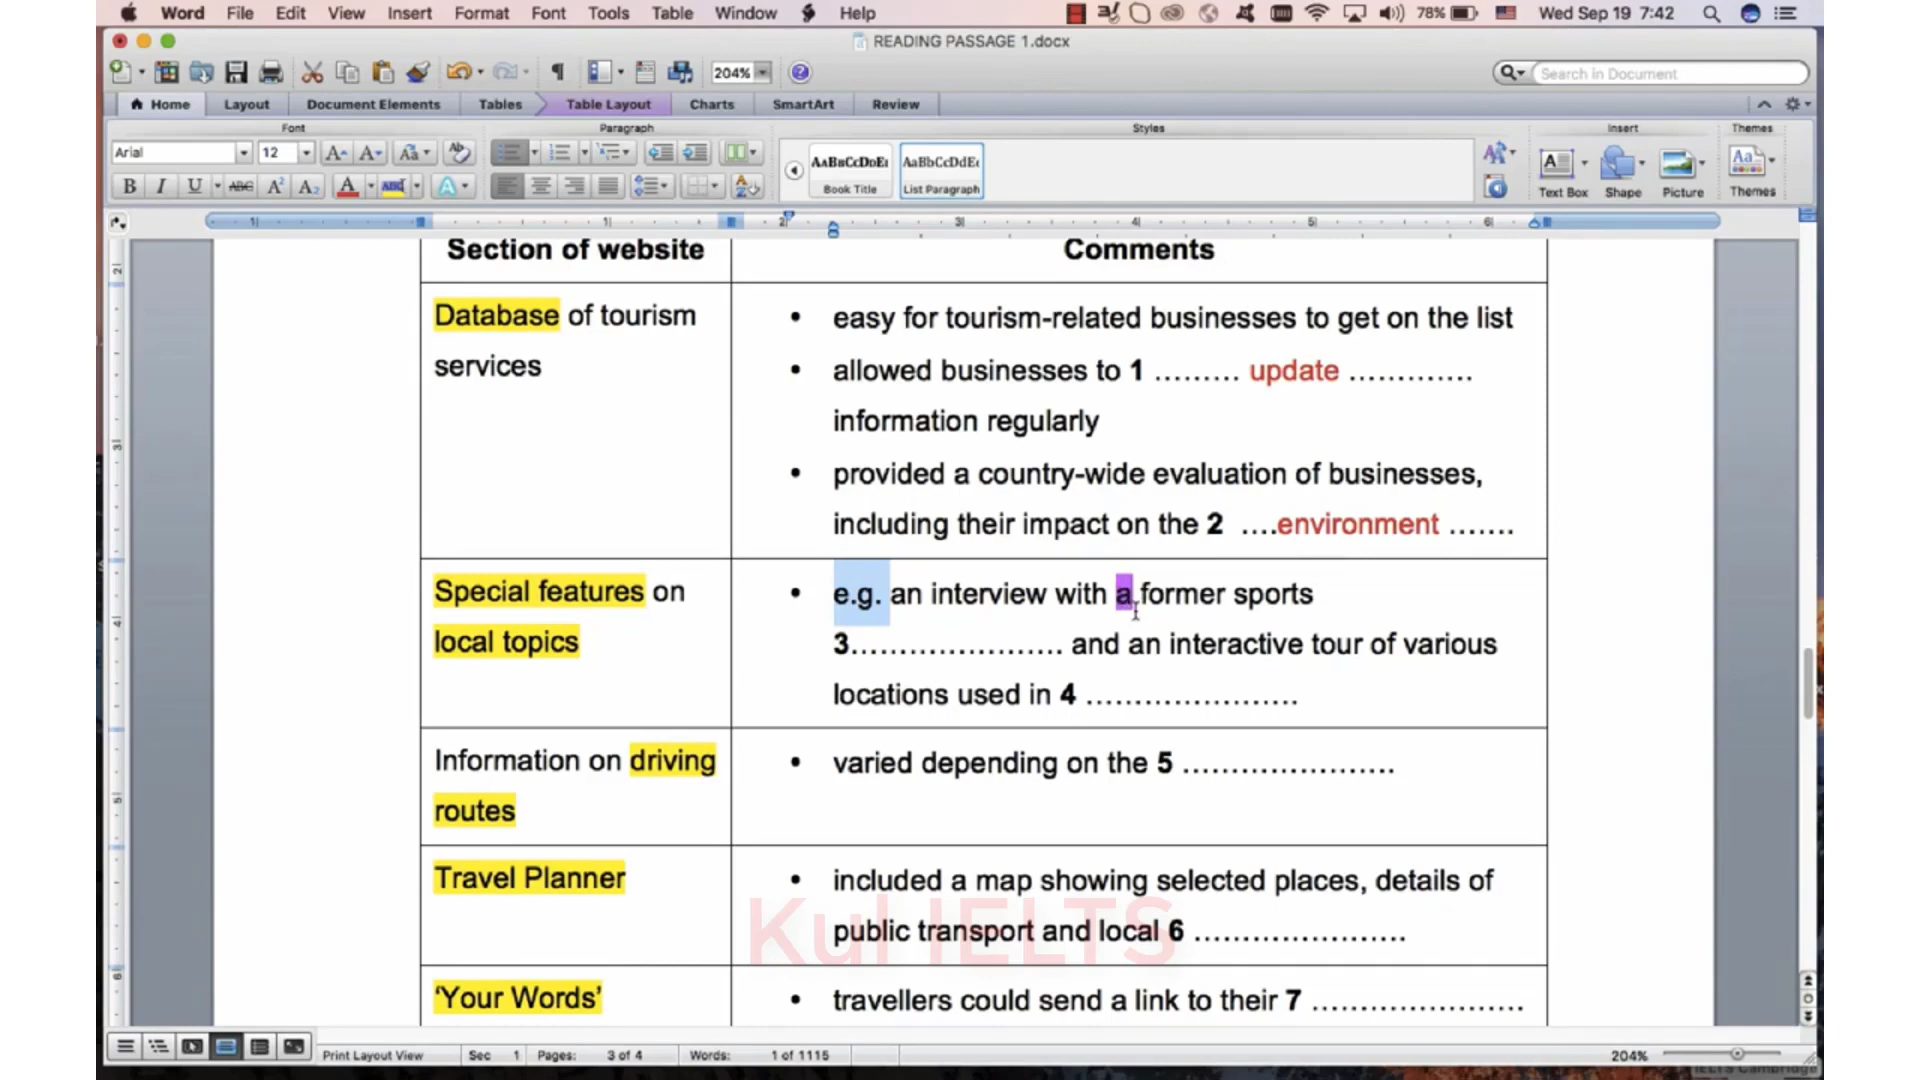 Word File Edit View Insert Format Font Tools Table Window Help 78% Wed Sep 19 7:42
READING PASSAGE 1.docx
204% Search in Document
Home Layout Document Elements Tables Table Layout Charts SmartArt Review
Font Paragraph Styles Insert Themes
Arial 12
AABBCCDDEI AaBbCcDdEe
Book Title List Paragraph
Text Box Shape Picture Themes
Section of website Comments
Database of tourism services
• easy for tourism-related businesses to get on the list
• allowed businesses to 1 ……… update ………….
information regularly
• provided a country-wide evaluation of businesses,
including their impact on the 2 ….environment …….
Special features on
local topics
• e.g. an interview with a former sports
3…………………. and an interactive tour of various
locations used in 4 ………………….
Information on driving
routes
• varied depending on the 5 ………………….
Travel Planner
• included a map showing selected places, details of
public transport and local 6 ………………….
'Your Words'
• travellers could send a link to their 7 ………………….
Kul IELTS
Print Layout View Sec 1 Pages: 3 of 4 Words: 1 of 1115 204%
IELTS Cambridge